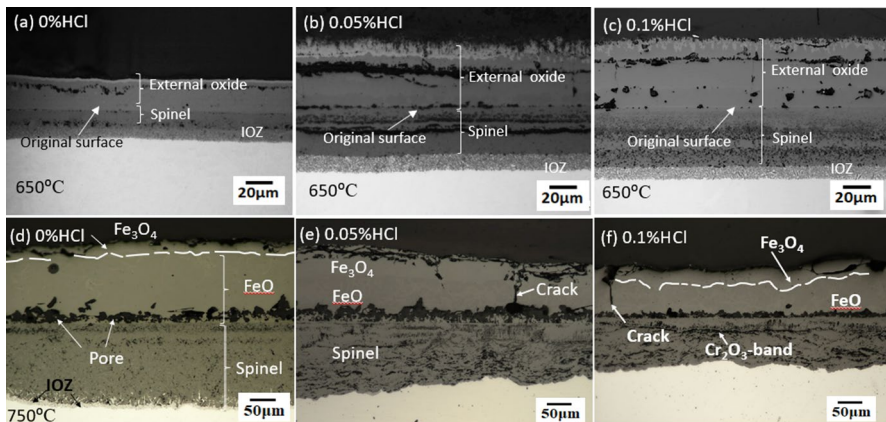 (a) 0%HCl
External oxide
Spinel
Original surface
IOZ
650°C
20µm
(b) 0.05%HCl
External oxide
Original surface
Spinel
IOZ
650°C
20µm
(c) 0.1%HCl
External oxide
Original surface
Spinel
IOZ
650°C
20µm
(d) 0%HCl
Fe₃O₄
FeO
Pore
Spinel
IOZ
750°C
50µm
(e) 0.05%HCl
Fe₃O₄
FeO
Crack
Spinel
50µm
(f) 0.1%HCl
Fe₃O₄
FeO
Crack
Cr₂O₃-band
50µm